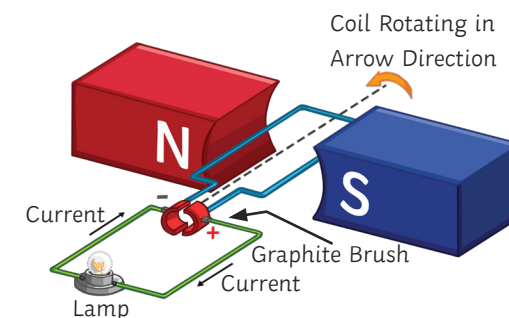 Coil Rotating in
Arrow Direction
N
S
-
+
Current
Graphite Brush
Current
Lamp